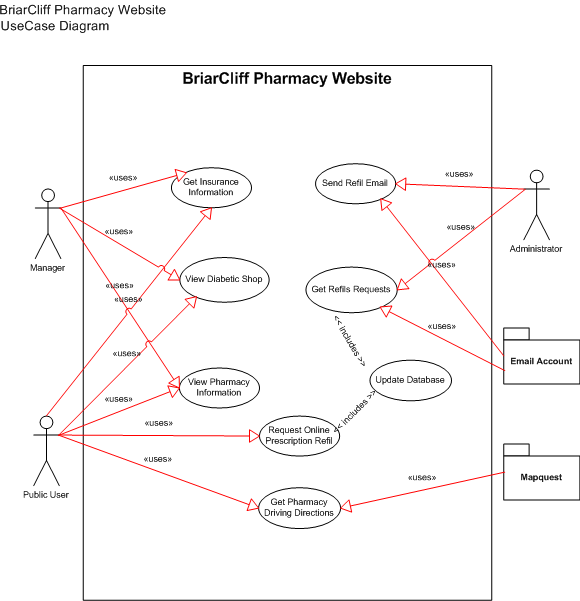 BriarCliff Pharmacy Website
UseCase Diagram
BriarCliff Pharmacy Website
«uses»
«uses»
Get Insurance
Information
Send Refil Email
Manager
«uses»
«uses»
Administrator
View Diabetic Shop
«uses»
Get Refils Requests
«uses»
«uses»
«uses»
<< includes >>
«uses»
Email Account
View Pharmacy
Information
Update Database
«uses»
<< includes >>
«uses»
Request Online
Prescription Refil
Public User
«uses»
«uses»
Mapquest
Get Pharmacy
Driving Directions